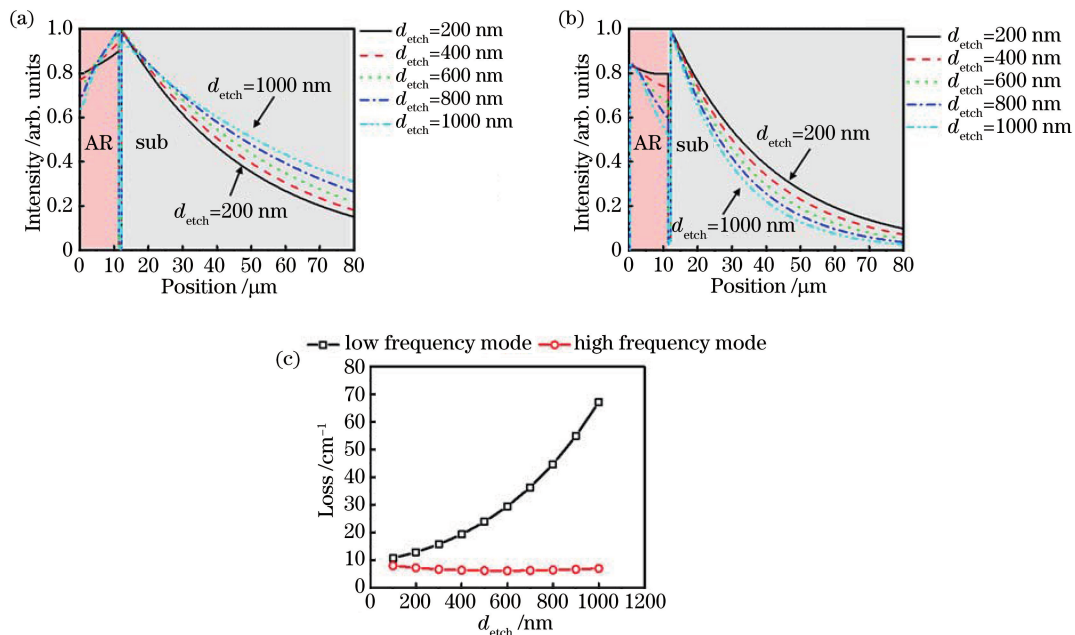 (a)
Intensity /arb. units
1.0
0.8
0.6
0.4
0.2
0
AR
sub
d_etch=1000 nm
d_etch=200 nm
0 10 20 30 40 50 60 70 80
Position /μm
d_etch=200 nm
d_etch=400 nm
d_etch=600 nm
d_etch=800 nm
d_etch=1000 nm
(b)
Intensity /arb. units
1.0
0.8
0.6
0.4
0.2
0
AR
sub
d_etch=200 nm
d_etch=1000 nm
0 10 20 30 40 50 60 70 80
Position /μm
d_etch=200 nm
d_etch=400 nm
d_etch=600 nm
d_etch=800 nm
d_etch=1000 nm
low frequency mode high frequency mode
(c)
Loss /cm⁻¹
80
70
60
50
40
30
20
10
0
0 200 400 600 800 1000 1200
d_etch /nm